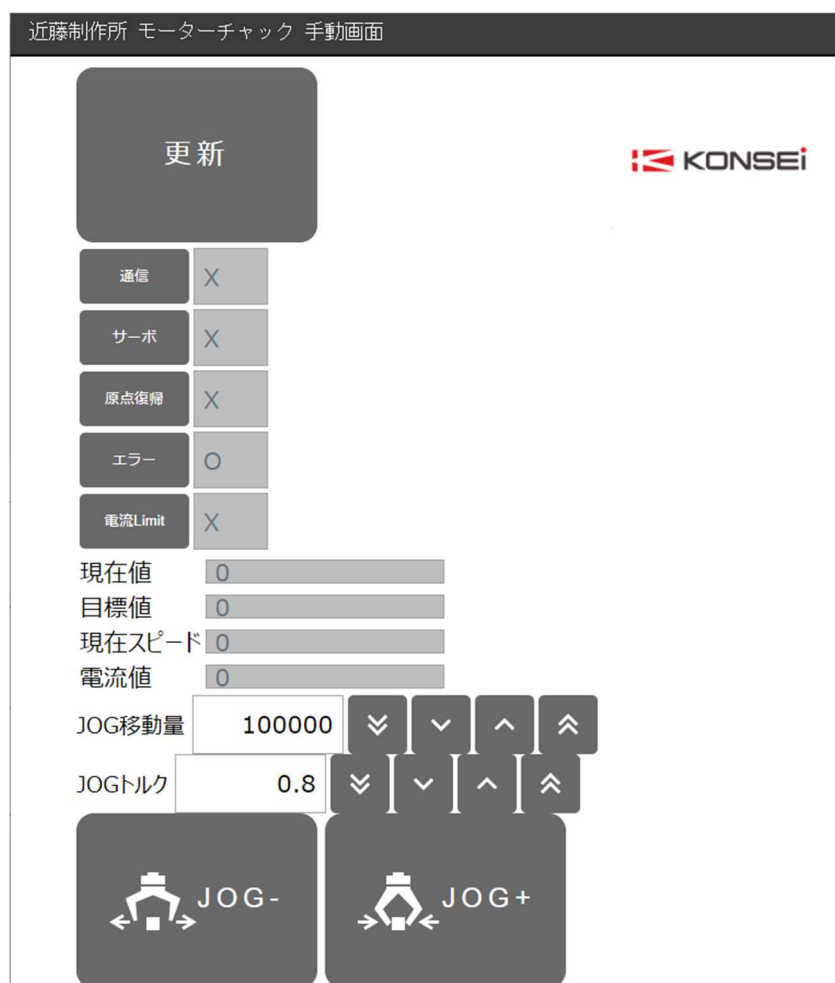 近藤制作所 モーターチャック 手動画面
更新
KONSEi
通信 X
サーボ X
原点復帰 X
エラー O
電流Limit X
現在値 0
目標値 0
現在スピード 0
電流値 0
JOG移動量 100000
JOGトルク 0.8
JOG- JOG+